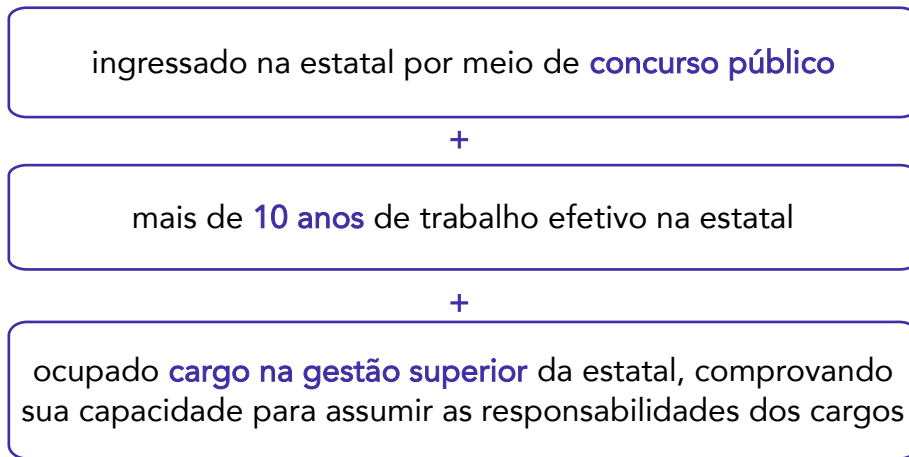 ingressado na estatal por meio de concurso público
+
mais de 10 anos de trabalho efetivo na estatal
+
ocupado cargo na gestão superior da estatal, comprovando
sua capacidade para assumir as responsabilidades dos cargos